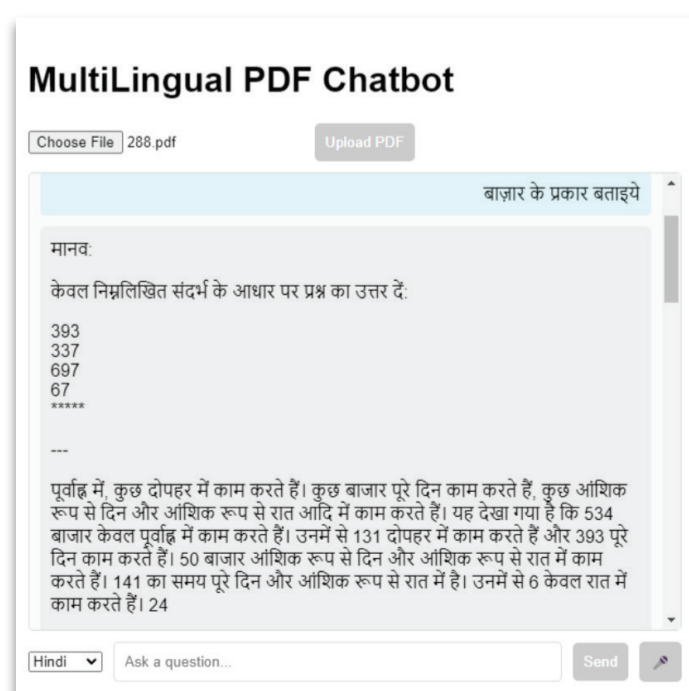 MultiLingual PDF Chatbot
Choose File 288.pdf Upload PDF
बाज़ार के प्रकार बताइये
मानव:
केवल निम्नलिखित संदर्भ के आधार पर प्रश्न का उत्तर दें:
393
337
697
67
*****
---
पूर्वाह्न में, कुछ दोपहर में काम करते हैं। कुछ बाजार पूरे दिन काम करते हैं, कुछ आंशिक
रूप से दिन और आंशिक रूप से रात आदि में काम करते हैं। यह देखा गया है कि 534
बाजार केवल पूर्वाह्न में काम करते हैं। उनमें से 131 दोपहर में काम करते हैं और 393 पूरे
दिन काम करते हैं। 50 बाजार आंशिक रूप से दिन और आंशिक रूप से रात में काम
करते हैं। 141 का समय पूरे दिन और आंशिक रूप से रात में है। उनमें से 6 केवल रात में
काम करते हैं। 24
Hindi Ask a question... Send